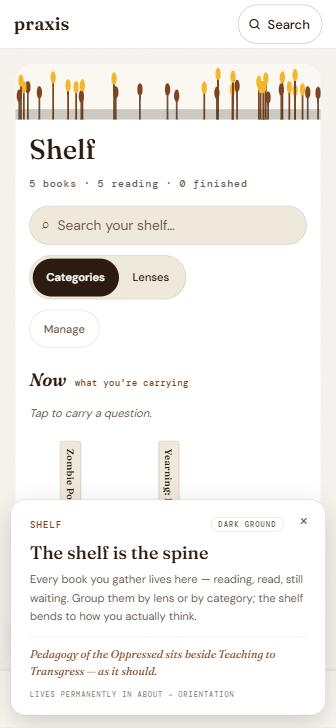 praxis
Search
Shelf
5 books · 5 reading · 0 finished
Search your shelf...
Categories
Lenses
Manage
Now what you're carrying
Tap to carry a question.
Zombie
Yearning:
SHELF
DARK GROUND
×
The shelf is the spine
Every book you gather lives here — reading, read, still
waiting. Group them by lens or by category; the shelf
bends to how you actually think.
Pedagogy of the Oppressed sits beside Teaching to
Transgress — as it should.
LIVES PERMANENTLY IN ABOUT → ORIENTATION